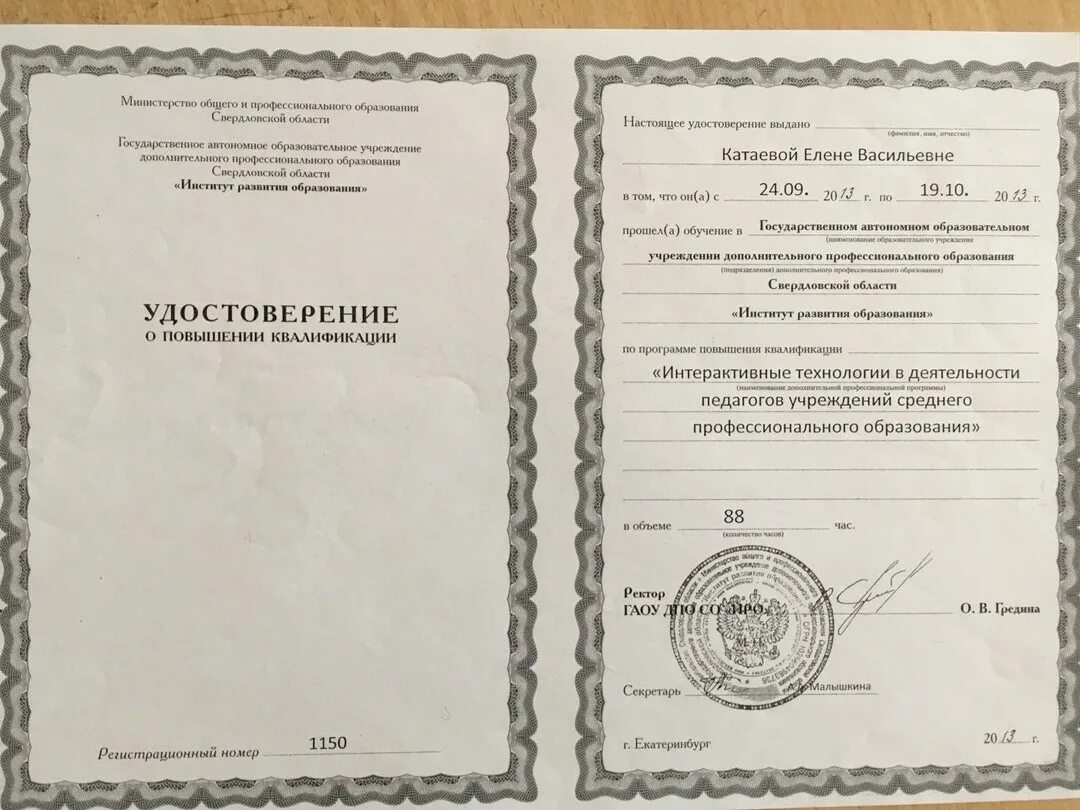 Министерство общего и профессионального образования
Свердловской области
Государственное автономное образовательное учреждение
дополнительного профессионального образования
Свердловской области
«Институт развития образования»
УДОСТОВЕРЕНИЕ
О ПОВЫШЕНИИ КВАЛИФИКАЦИИ
Регистрационный номер 1150
Настоящее удостоверение выдано
(фамилия, имя, отчество)
Катаевой Елене Васильевне
в том, что он(а) с 24.09. 2013 г. по 19.10. 2013 г.
прошел(а) обучение в Государственном автономном образовательном
(наименование образовательного учреждения
учреждении дополнительного профессионального образования
(подразделения) дополнительного профессионального образования)
Свердловской области
«Институт развития образования»
по программе повышения квалификации
«Интерактивные технологии в деятельности
(наименование дополнительной профессиональной программы)
педагогов учреждений среднего
профессионального образования»
в объеме 88 час.
(количество часов)
Ректор
ГАОУ ДПО СО «ИРО» О. В. Гредина
Секретарь Малышкина
г. Екатеринбург 2013 г.